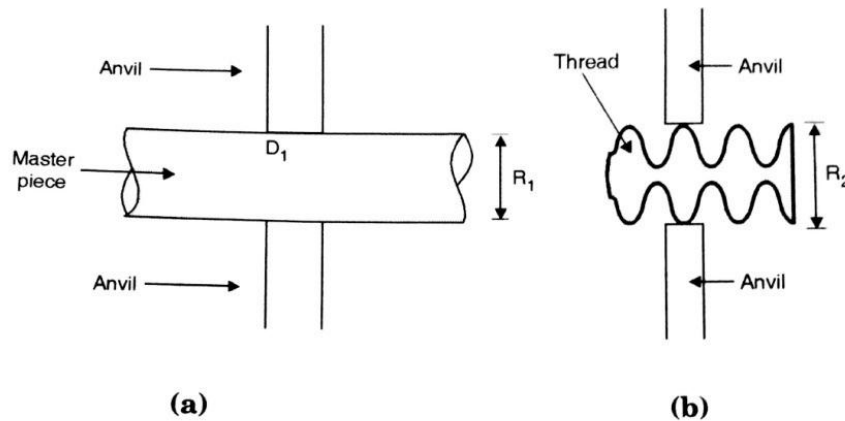 Anvil
Master
piece
D1
R1
Anvil
(a)
Thread
Anvil
R2
Anvil
(b)